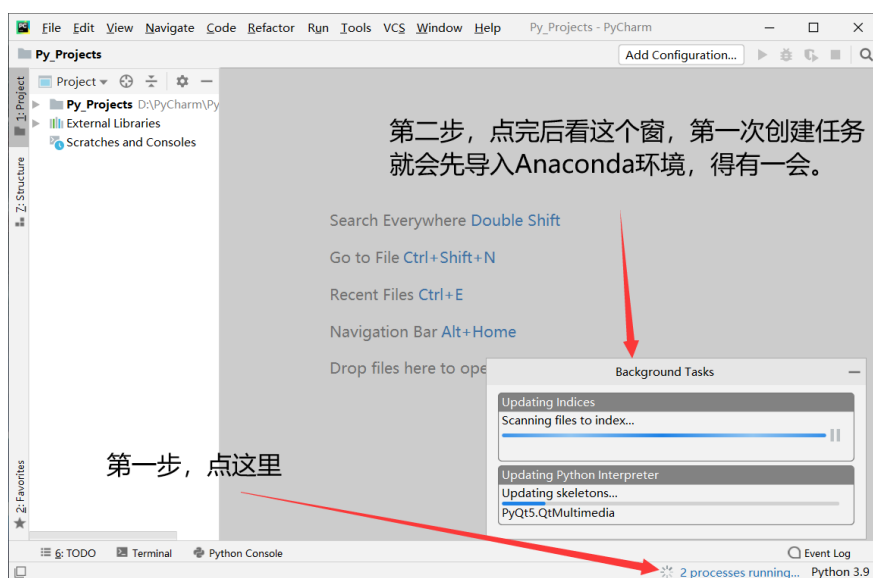 PC File Edit View Navigate Code Refactor Run Tools VCS Window Help Py_Projects - PyCharm
Py_Projects Add Configuration...
1: Project Project
Py_Projects D:\PyCharm\Py
External Libraries
Scratches and Consoles
第二步，点完后看这个窗，第一次创建任务
就会先导入Anaconda环境，得有一会。
Z: Structure
Search Everywhere Double Shift
Go to File Ctrl+Shift+N
Recent Files Ctrl+E
Navigation Bar Alt+Home
Drop files here to ope
Background Tasks
Updating Indices
Scanning files to index...
Updating Python Interpreter
Updating skeletons...
PyQt5.QtMultimedia
第一步，点这里
2: Favorites
6: TODO Terminal Python Console Event Log
2 processes running... Python 3.9